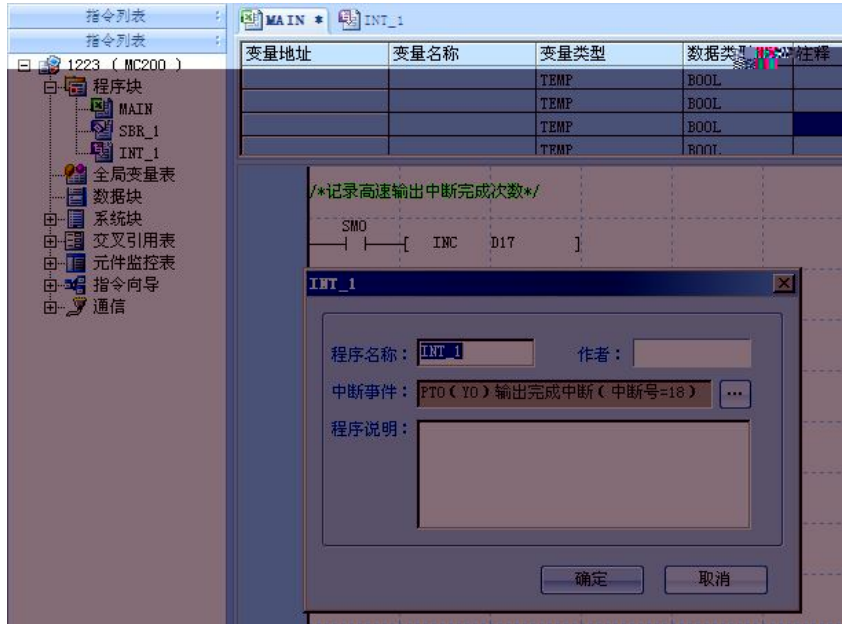 指令列表
指令列表
1223 ( MC200 )
程序块
MAIN
SBR_1
INT_1
全局变量表
数据块
系统块
交叉引用表
元件监控表
指令向导
通信
MAIN * INT_1
变量地址 变量名称 变量类型 数据类型 注释
TEMP BOOL
TEMP BOOL
TEMP BOOL
TEMP BOOL
/*记录高速输出中断完成次数*/
SM0
[ INC D17 ]
INT_1
程序名称： INT_1 作者：
中断事件： PTO(Y0)输出完成中断(中断号=18) ...
程序说明：
确定 取消